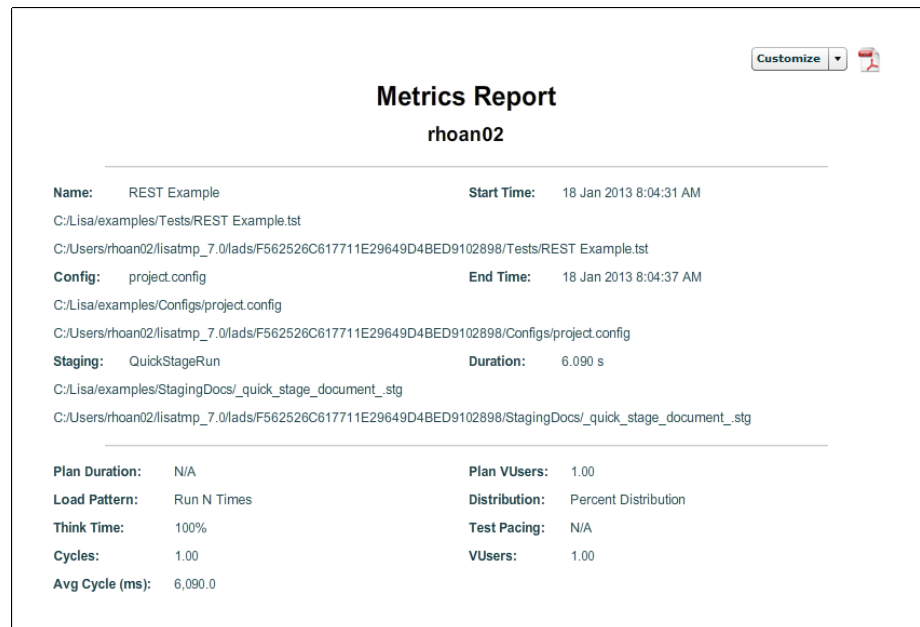 Customize
Metrics Report
rhoan02
Name: REST Example Start Time: 18 Jan 2013 8:04:31 AM
C:/Lisa/examples/Tests/REST Example.tst
C:/Users/rhoan02/lisatmp_7.0/lads/F562526C617711E29649D4BED9102898/Tests/REST Example.tst
Config: project.config End Time: 18 Jan 2013 8:04:37 AM
C:/Lisa/examples/Configs/project.config
C:/Users/rhoan02/lisatmp_7.0/lads/F562526C617711E29649D4BED9102898/Configs/project.config
Staging: QuickStageRun Duration: 6.090 s
C:/Lisa/examples/StagingDocs/_quick_stage_document_.stg
C:/Users/rhoan02/lisatmp_7.0/lads/F562526C617711E29649D4BED9102898/StagingDocs/_quick_stage_document_.stg
Plan Duration: N/A Plan VUsers: 1.00
Load Pattern: Run N Times Distribution: Percent Distribution
Think Time: 100% Test Pacing: N/A
Cycles: 1.00 VUsers: 1.00
Avg Cycle (ms): 6,090.0